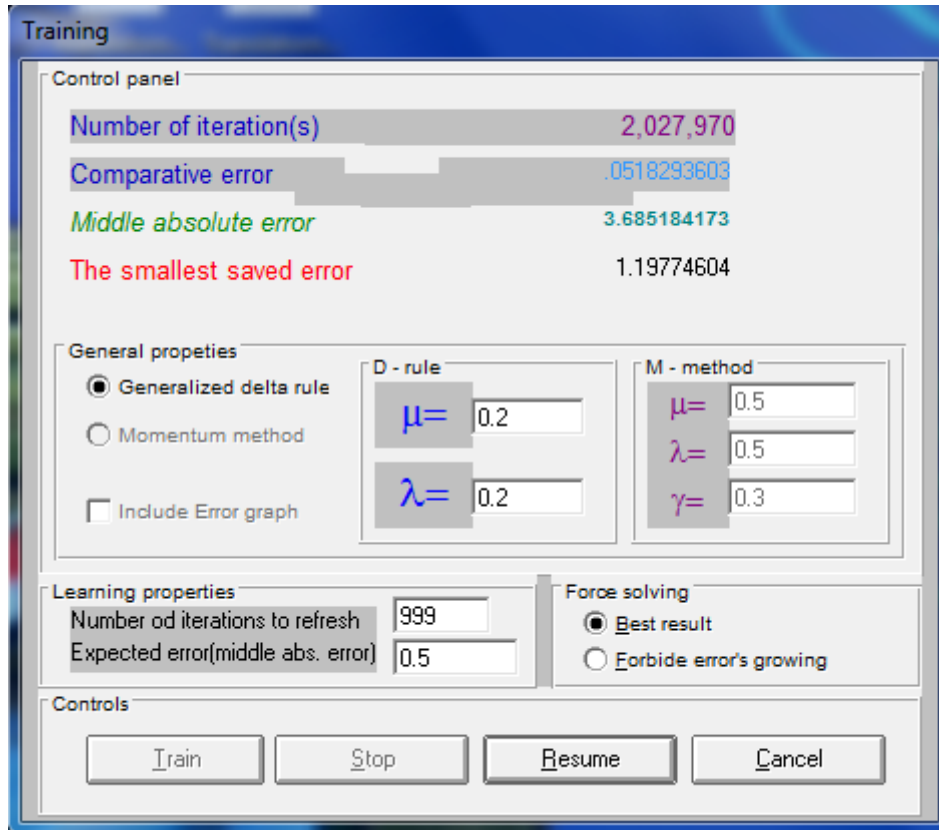 Training
Control panel
Number of iteration(s) 2,027,970
Comparative error .0518293603
Middle absolute error 3.685184173
The smallest saved error 1.19774604
General propeties
Generalized delta rule
Momentum method
Include Error graph
D - rule
μ= 0.2
λ= 0.2
M - method
μ= 0.5
λ= 0.5
γ= 0.3
Learning properties
Number od iterations to refresh 999
Expected error(middle abs. error) 0.5
Force solving
Best result
Forbide error's growing
Controls
Train Stop Resume Cancel